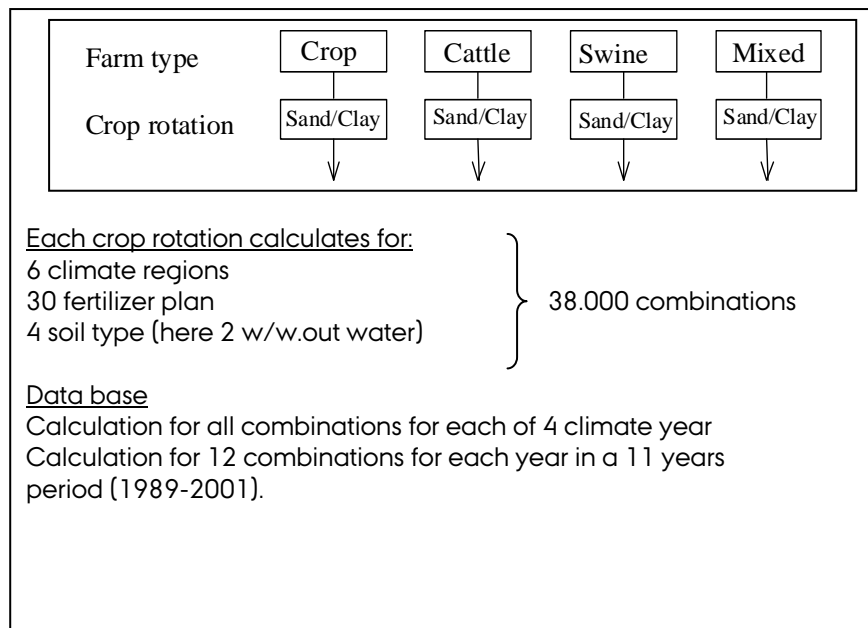 Farm type Crop Cattle Swine Mixed
Crop rotation Sand/Clay Sand/Clay Sand/Clay Sand/Clay
Each crop rotation calculates for:
6 climate regions
30 fertilizer plan
38.000 combinations
4 soil type (here 2 w/w.out water)
Data base
Calculation for all combinations for each of 4 climate year
Calculation for 12 combinations for each year in a 11 years
period (1989-2001).